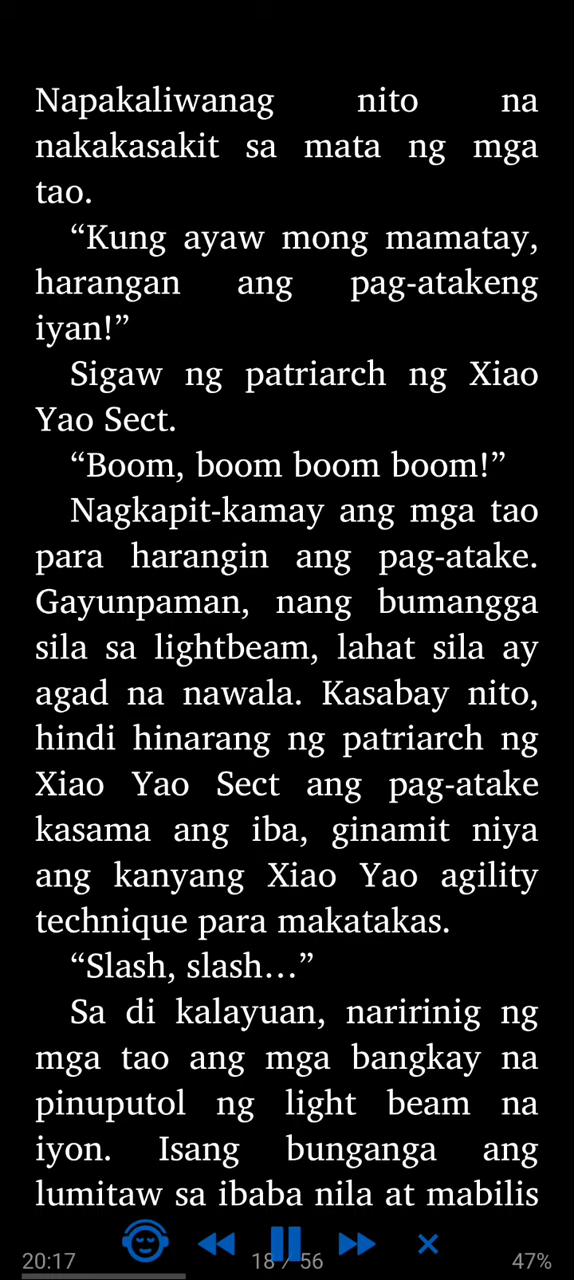 Napakaliwanag nito na
nakakasakit sa mata ng mga
tao.
“Kung ayaw mong mamatay,
harangan ang pag-atakeng
iyan!”
Sigaw ng patriarch ng Xiao
Yao Sect.
“Boom, boom boom boom!”
Nagkapit-kamay ang mga tao
para harangin ang pag-atake.
Gayunpaman, nang bumangga
sila sa lightbeam, lahat sila ay
agad na nawala. Kasabay nito,
hindi hinarang ng patriarch ng
Xiao Yao Sect ang pag-atake
kasama ang iba, ginamit niya
ang kanyang Xiao Yao agility
technique para makatakas.
“Slash, slash…”
Sa di kalayuan, naririnig ng
mga tao ang mga bangkay na
pinuputol ng light beam na
iyon. Isang bunganga ang
lumitaw sa ibaba nila at mabilis
20:17 18 / 56 47%